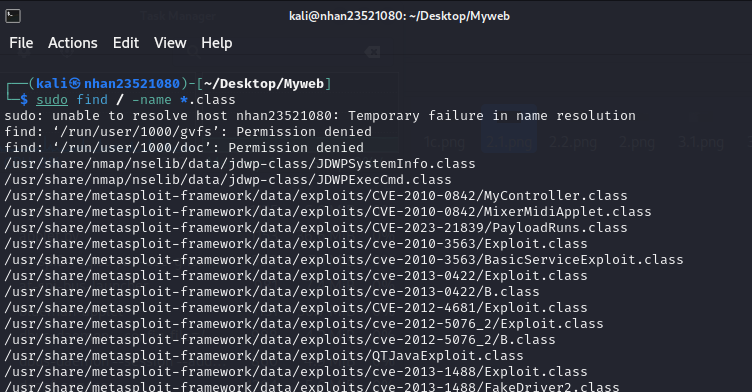 kali@nhan23521080: ~/Desktop/Myweb
File Actions Edit View Help
┌──(kali㉿nhan23521080)-[~/Desktop/Myweb]
└─$ sudo find / -name *.class
sudo: unable to resolve host nhan23521080: Temporary failure in name resolution
find: ‘/run/user/1000/gvfs’: Permission denied
find: ‘/run/user/1000/doc’: Permission denied
/usr/share/nmap/nselib/data/jdwp-class/JDWPSystemInfo.class
/usr/share/nmap/nselib/data/jdwp-class/JDWPExecCmd.class
/usr/share/metasploit-framework/data/exploits/CVE-2010-0842/MyController.class
/usr/share/metasploit-framework/data/exploits/CVE-2010-0842/MixerMidiApplet.class
/usr/share/metasploit-framework/data/exploits/CVE-2023-21839/PayloadRuns.class
/usr/share/metasploit-framework/data/exploits/cve-2010-3563/Exploit.class
/usr/share/metasploit-framework/data/exploits/cve-2010-3563/BasicServiceExploit.class
/usr/share/metasploit-framework/data/exploits/cve-2013-0422/Exploit.class
/usr/share/metasploit-framework/data/exploits/cve-2013-0422/B.class
/usr/share/metasploit-framework/data/exploits/CVE-2012-4681/Exploit.class
/usr/share/metasploit-framework/data/exploits/cve-2012-5076_2/Exploit.class
/usr/share/metasploit-framework/data/exploits/cve-2012-5076_2/B.class
/usr/share/metasploit-framework/data/exploits/QTJavaExploit.class
/usr/share/metasploit-framework/data/exploits/cve-2013-1488/Exploit.class
/usr/share/metasploit-framework/data/exploits/cve-2013-1488/FakeDriver2.class